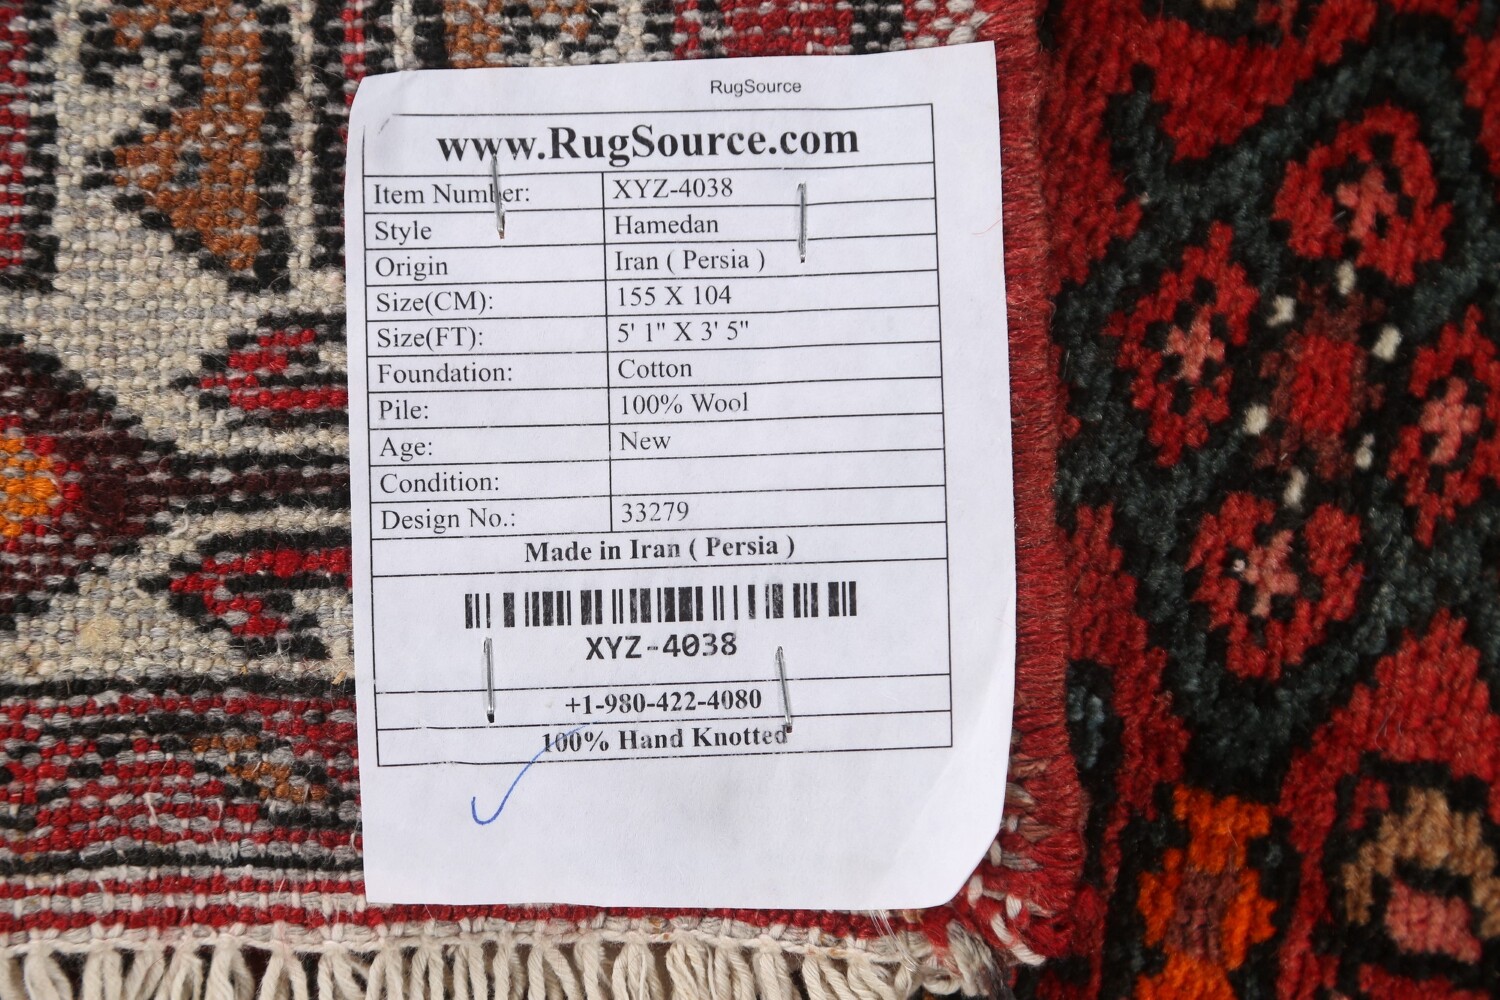 RugSource
www.RugSource.com
Item Number: XYZ-4038
Style Hamedan
Origin Iran ( Persia )
Size(CM): 155 X 104
Size(FT): 5' 1" X 3' 5"
Foundation: Cotton
Pile: 100% Wool
Age: New
Condition:
Design No.: 33279
Made in Iran ( Persia )
XYZ-4038
+1-980-422-4080
100% Hand Knotted